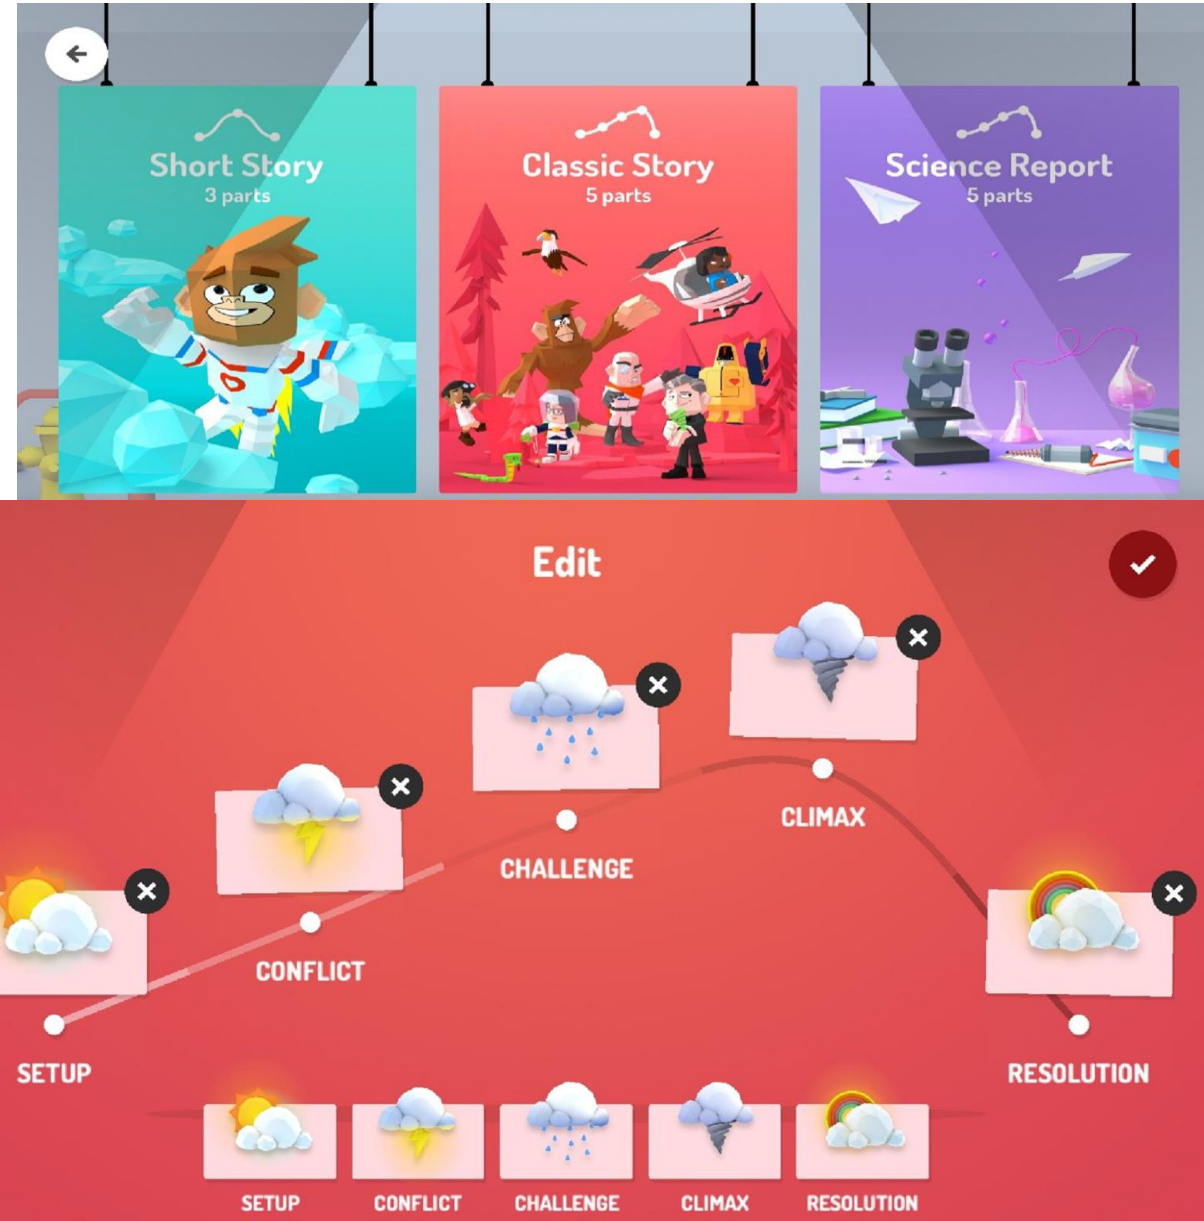 Short Story
3 parts
Classic Story
5 parts
Science Report
5 parts
Edit
CLIMAX
CHALLENGE
CONFLICT
SETUP
RESOLUTION
SETUP
CONFLICT
CHALLENGE
CLIMAX
RESOLUTION